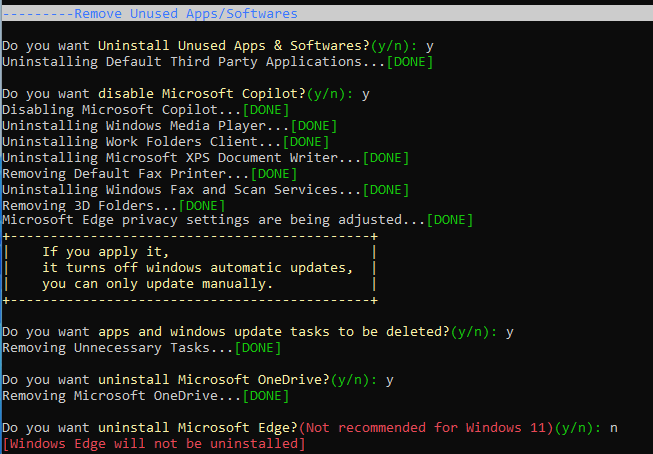 ---------Remove Unused Apps/Softwares
Do you want Uninstall Unused Apps & Softwares?(y/n): y
Uninstalling Default Third Party Applications...[DONE]
Do you want disable Microsoft Copilot?(y/n): y
Disabling Microsoft Copilot...[DONE]
Uninstalling Windows Media Player...[DONE]
Uninstalling Work Folders Client...[DONE]
Uninstalling Microsoft XPS Document Writer...[DONE]
Removing Default Fax Printer...[DONE]
Uninstalling Windows Fax and Scan Services...[DONE]
Removing 3D Folders...[DONE]
Microsoft Edge privacy settings are being adjusted...[DONE]
+---------------------------------------------+
|    If you apply it,                         |
|    it turns off windows automatic updates,  |
|    you can only update manually.            |
+---------------------------------------------+
Do you want apps and windows update tasks to be deleted?(y/n): y
Removing Unnecessary Tasks...[DONE]
Do you want uninstall Microsoft OneDrive?(y/n): y
Removing Microsoft OneDrive...[DONE]
Do you want uninstall Microsoft Edge?(Not recommended for Windows 11)(y/n): n
[Windows Edge will not be uninstalled]